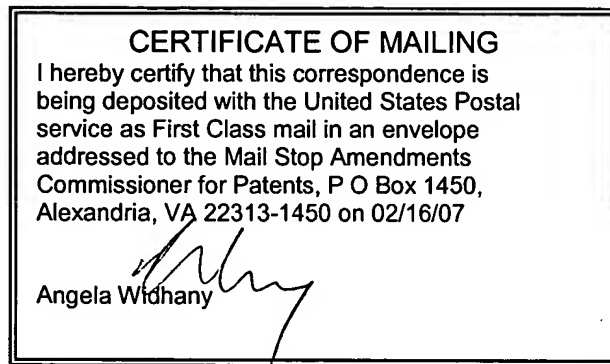 CERTIFICATE OF MAILING
I hereby certify that this correspondence is
being deposited with the United States Postal
service as First Class mail in an envelope
addressed to the Mail Stop Amendments
Commissioner for Patents, P O Box 1450,
Alexandria, VA 22313-1450 on 02/16/07
Angela Widhany